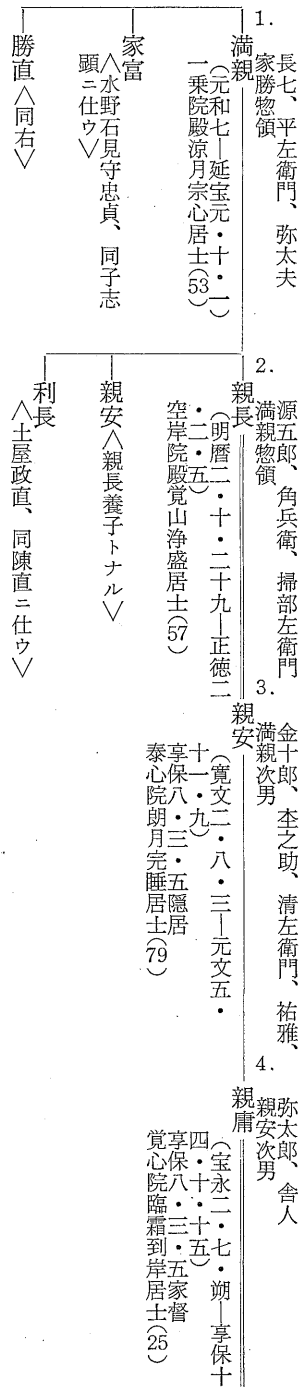 1.
長七、平左衛門、弥太夫
家勝惣領
満親
(元和七―延宝元・十・一)
一乗院殿涼月宗心居士(53)
家富
〈水野石見守忠貞、同子志
顕ニ仕ウ〉
勝直〈同右〉
2.
源五郎、角兵衛、掃部左衛門
満親惣領
親長
(明暦二・十・二十九―正徳二
・二・五)
空岸院殿覚山浄盛居士(57)
親安〈親長養子トナル〉
利長
〈土屋政直、同陳直ニ仕ウ〉
3.
金十郎、杢之助、清左衛門、祐雅、
満親次男
親安
(寛文二・八・三―元文五・
十一・九)
享保八・三・五隠居
泰心院朗月完睡居士(79)
4.
弥太郎、舎人
親安次男
親庸
(宝永二・七・朔―享保十
四・十・十五)
享保八・三・五家督
覚心院臨霜到岸居士(25)